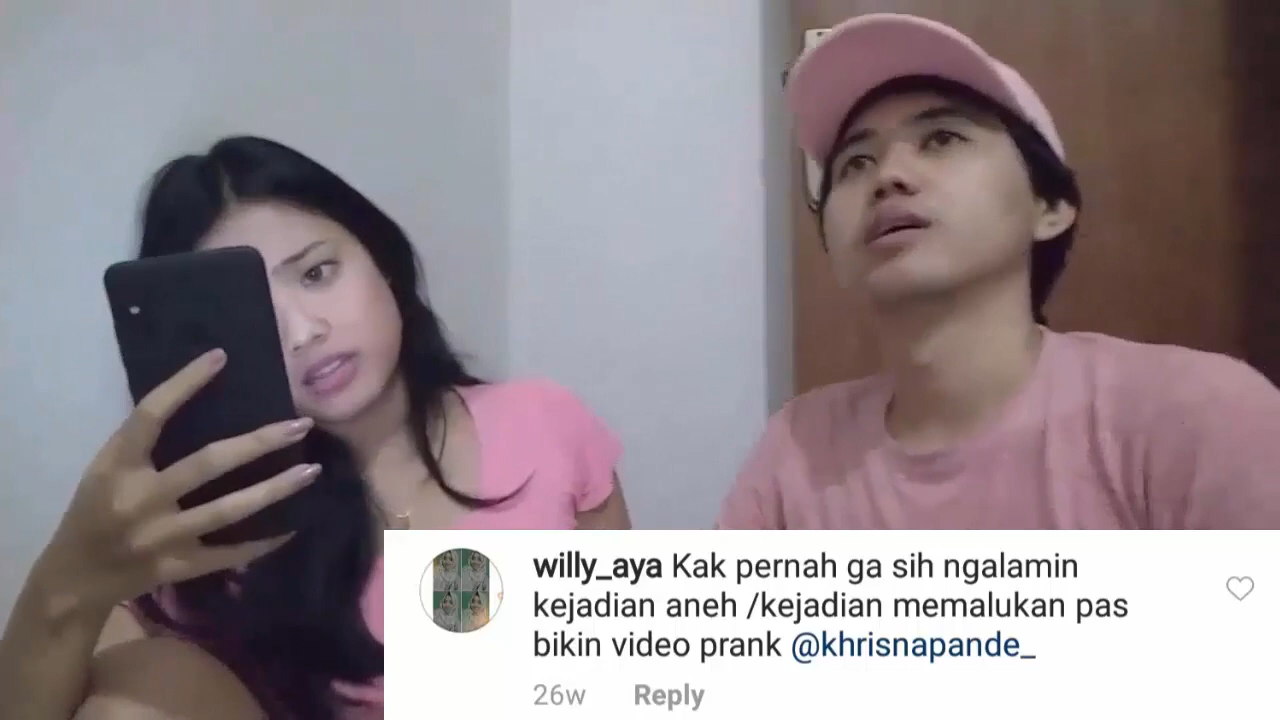 willy_aya Kak pernah ga sih ngalamin
kejadian aneh /kejadian memalukan pas
bikin video prank @khrisnapande_
26w Reply